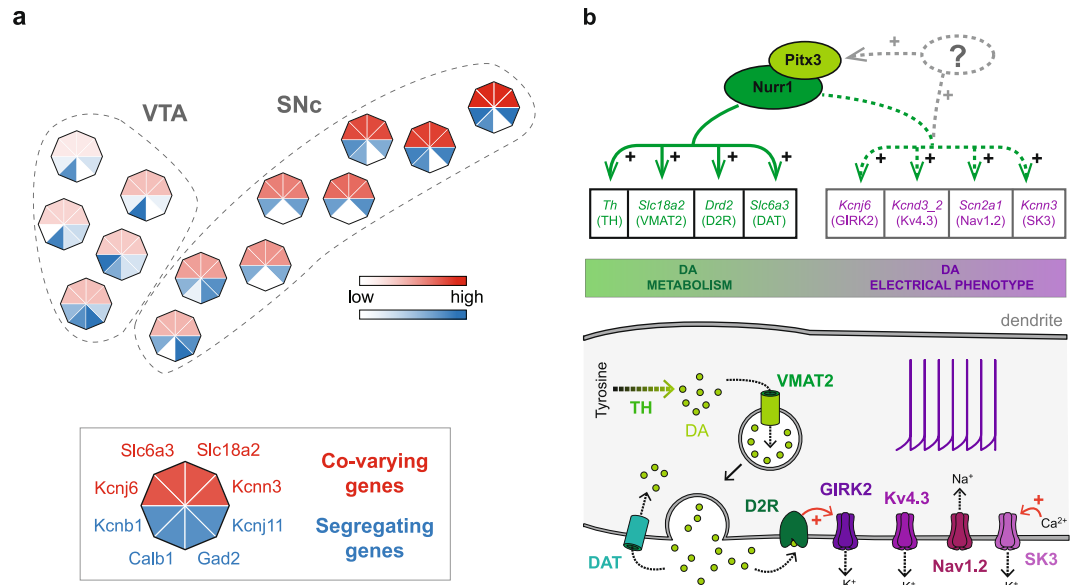 a
VTA
SNc
low
high
Slc6a3
Slc18a2
Kcnj6
Kcnn3
Kcnb1
Kcnj11
Calb1
Gad2
Co-varying
genes
Segregating
genes
b
Pitx3
Nurr1
?
+
+
+ + + +
+ + + +
Th Slc18a2 Drd2 Slc6a3
(TH) (VMAT2) (D2R) (DAT)
Kcnj6 Kcnd3_2 Scn2a1 Kcnn3
(GIRK2) (Kv4.3) (Nav1.2) (SK3)
DA
METABOLISM
DA
ELECTRICAL PHENOTYPE
dendrite
Tyrosine
TH
DA
VMAT2
DAT
D2R
+
GIRK2
Kv4.3
Na⁺
Nav1.2
+
Ca²⁺
SK3
K⁺
K⁺
K⁺